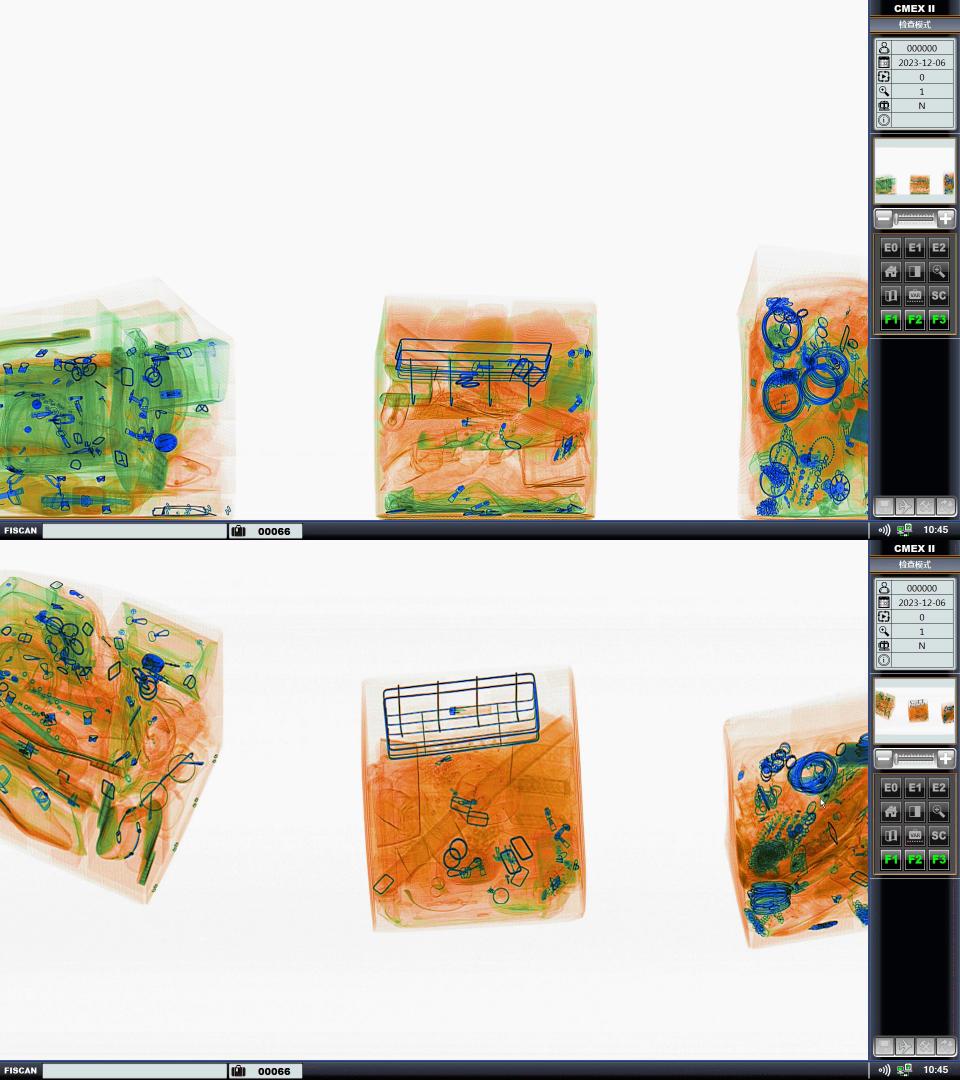 CMEX II
检查模式
000000
2023-12-06
0
1
N
E0 E1 E2
VAR SC
F1 F2 F3
FISCAN 00066 10:45
CMEX II
检查模式
000000
2023-12-06
0
1
N
E0 E1 E2
VAR SC
F1 F2 F3
FISCAN 00066 10:45